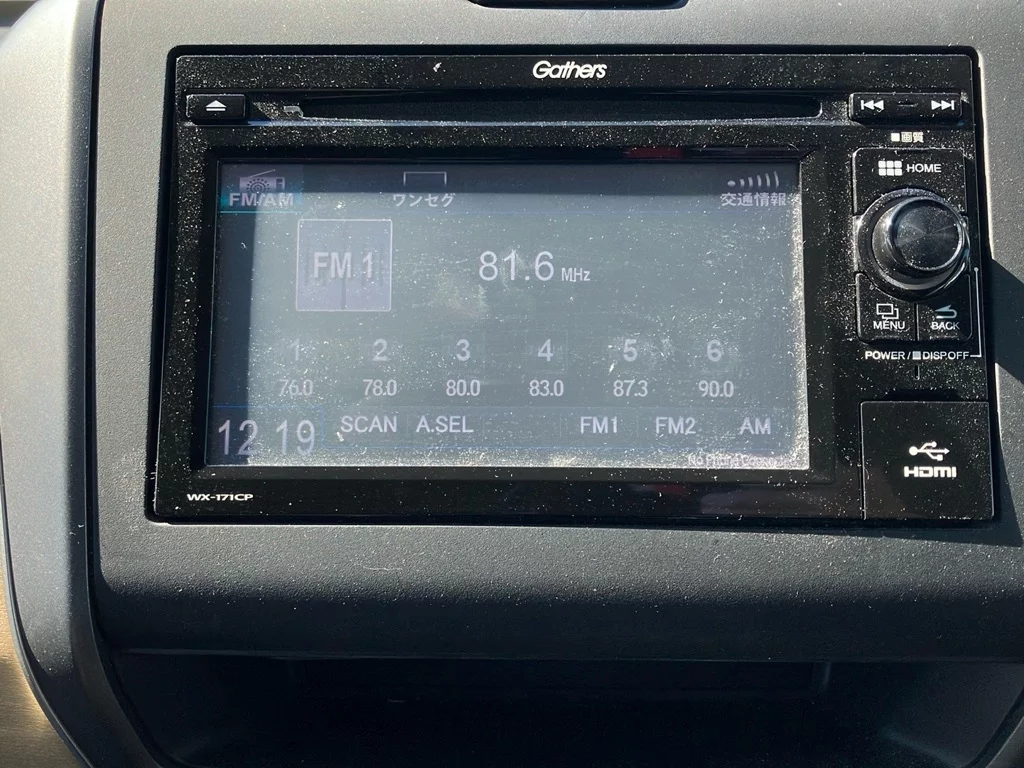 Gathers
■画質
HOME
FM/AM
ワンセグ
交通情報
FM 1
81.6 MHz
1 2 3 4 5 6
76.0 78.0 80.0 83.0 87.3 90.0
MENU
BACK
POWER/■DISP OFF
12 19
SCAN A.SEL FM1 FM2 AM
HDMI
WX-171CP